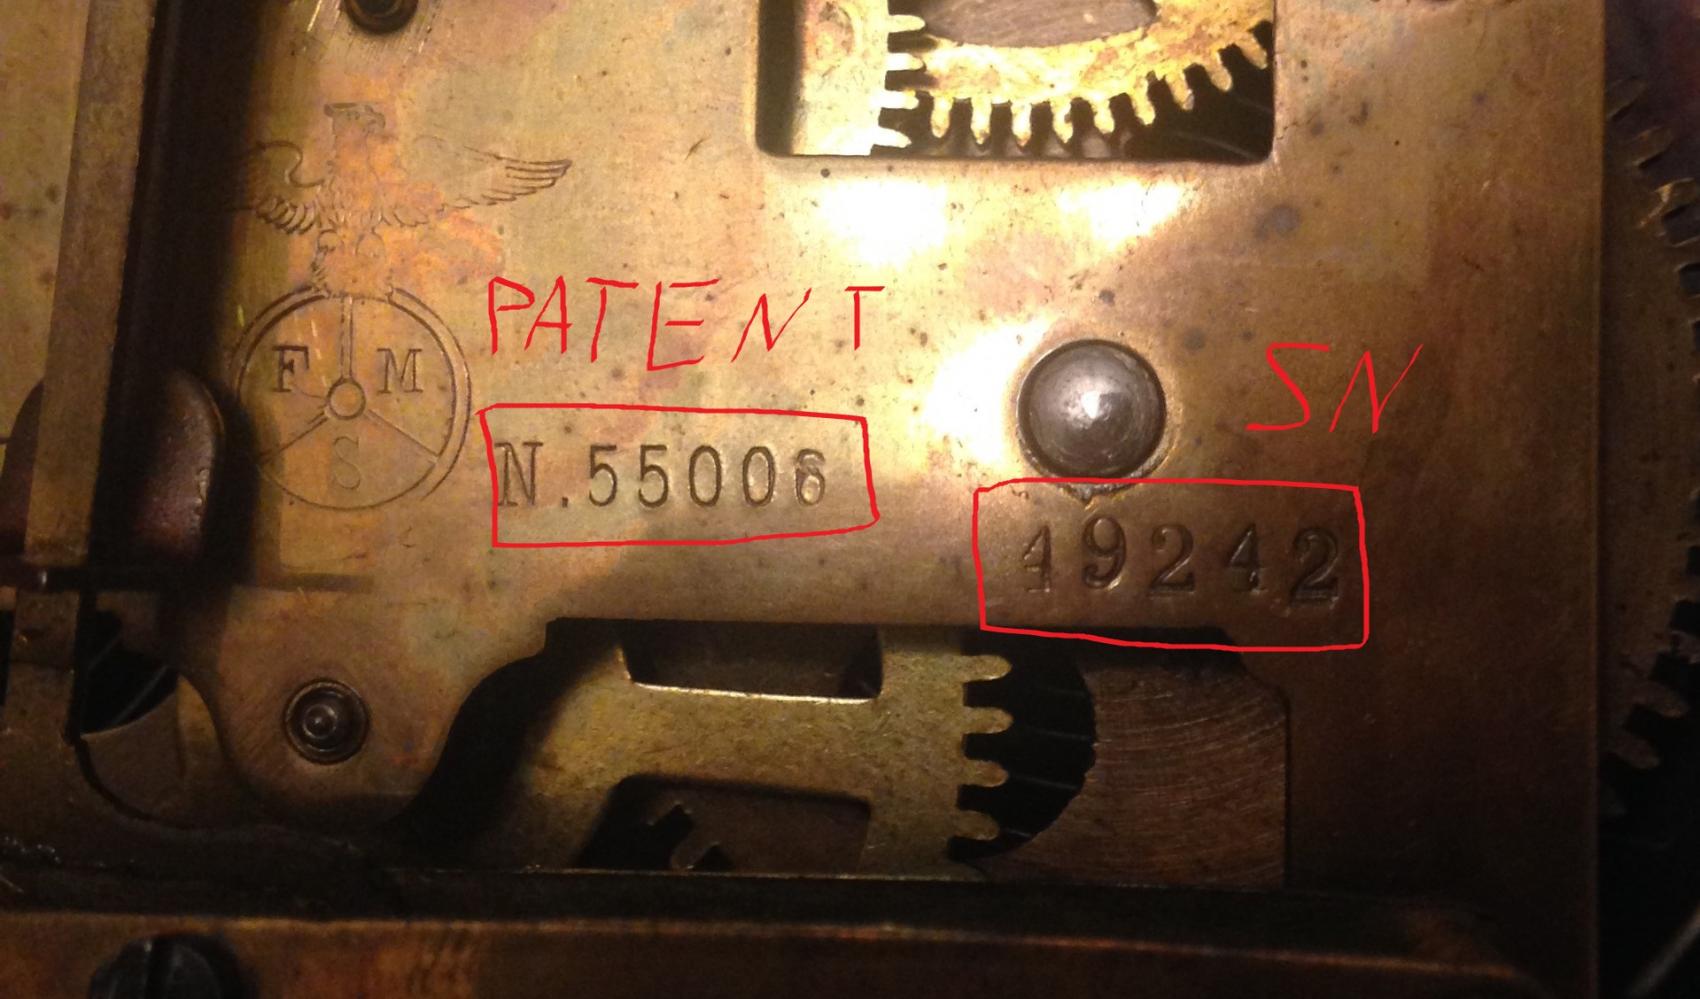 PATENT
SN
F M
S
N.55006
49242